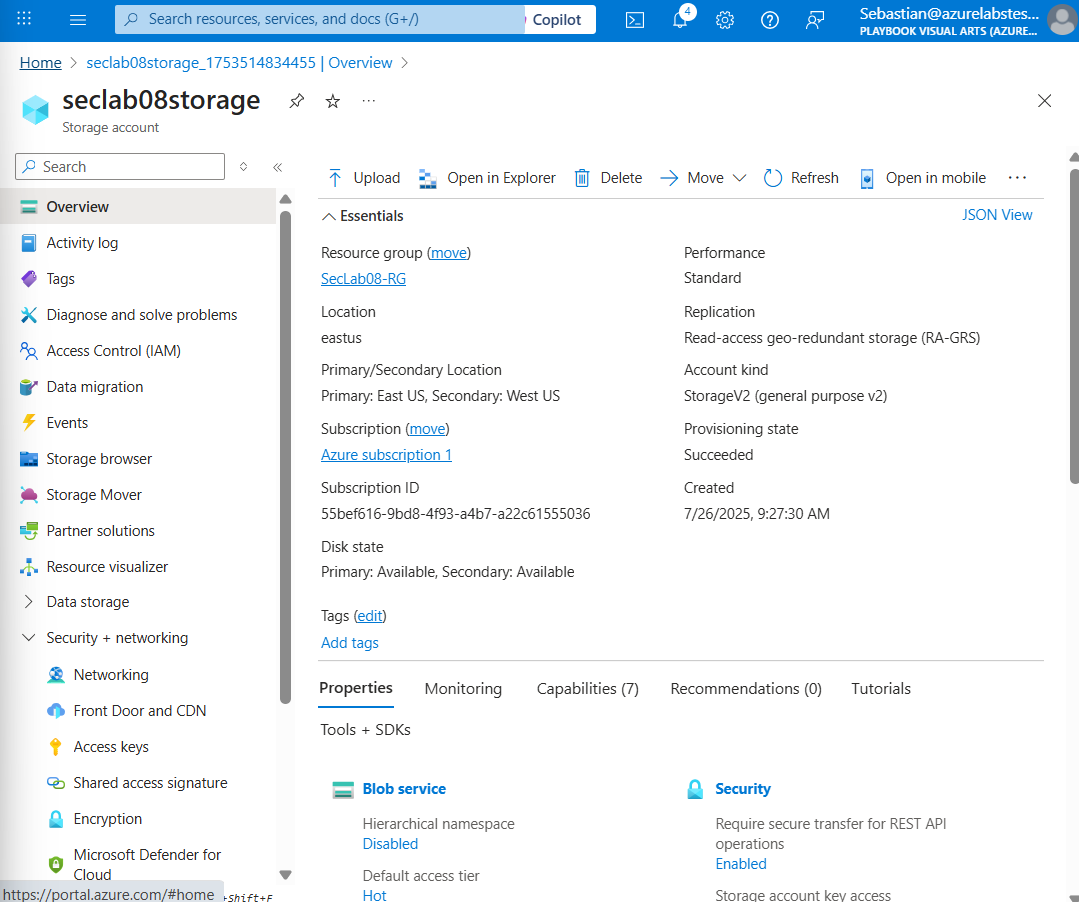 Search resources, services, and docs (G+/)
Copilot
4
Sebastian@azurelabstes...
PLAYBOOK VISUAL ARTS (AZURE...
Home > seclab08storage_1753514834455 | Overview >
seclab08storage
Storage account
Search
Overview
Activity log
Tags
Diagnose and solve problems
Access Control (IAM)
Data migration
Events
Storage browser
Storage Mover
Partner solutions
Resource visualizer
Data storage
Security + networking
Networking
Front Door and CDN
Access keys
Shared access signature
Encryption
Microsoft Defender for
Cloud
https://portal.azure.com/#home
+Shift+F
Upload
Open in Explorer
Delete
Move
Refresh
Open in mobile
Essentials
JSON View
Resource group (move)
SecLab08-RG
Location
eastus
Primary/Secondary Location
Primary: East US, Secondary: West US
Subscription (move)
Azure subscription 1
Subscription ID
55bef616-9bd8-4f93-a4b7-a22c61555036
Disk state
Primary: Available, Secondary: Available
Performance
Standard
Replication
Read-access geo-redundant storage (RA-GRS)
Account kind
StorageV2 (general purpose v2)
Provisioning state
Succeeded
Created
7/26/2025, 9:27:30 AM
Tags (edit)
Add tags
Properties
Monitoring
Capabilities (7)
Recommendations (0)
Tutorials
Tools + SDKs
Blob service
Hierarchical namespace
Disabled
Default access tier
Hot
Security
Require secure transfer for REST API
operations
Enabled
Storage account key access